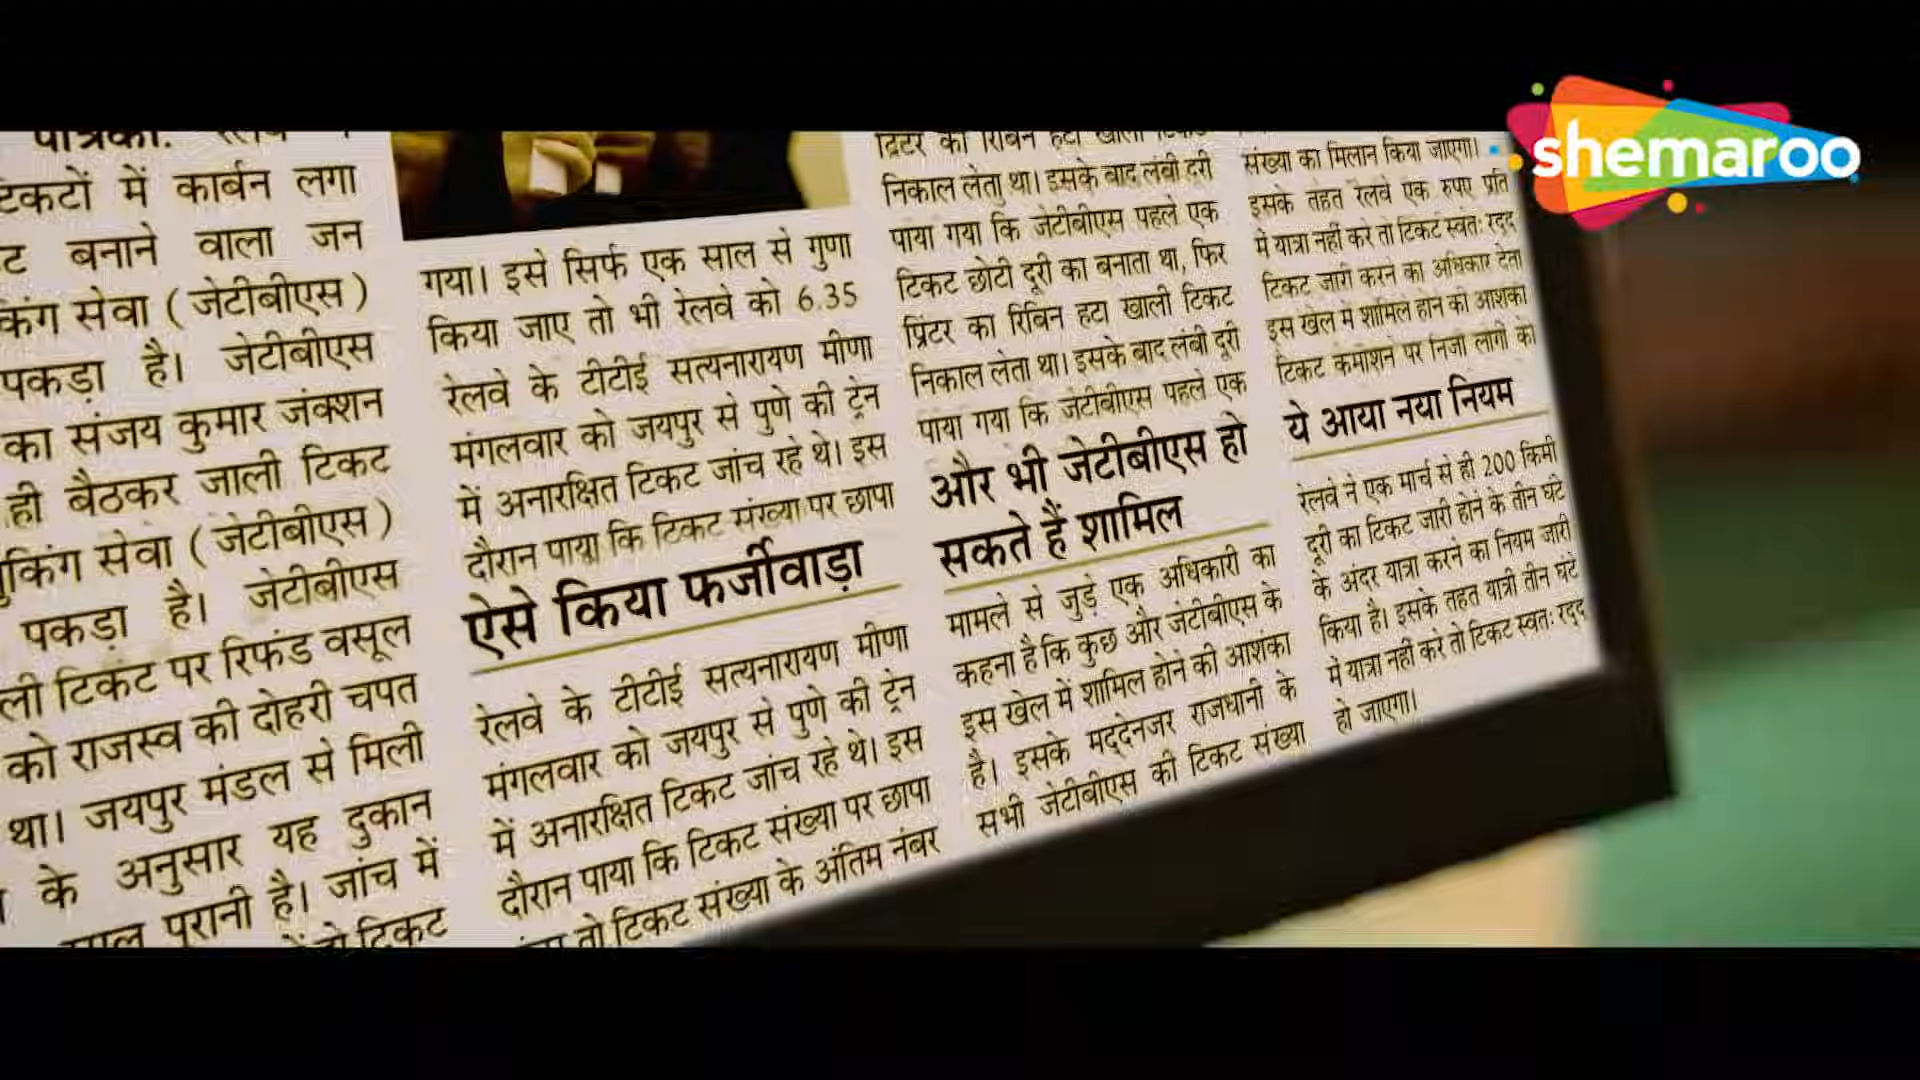 shemaroo
पत्रिका.
टिकटों में कार्बन लगा
ट बनाने वाला जन
किंग सेवा (जेटीबीएस)
पकड़ा है। जेटीबीएस
का संजय कुमार जंक्शन
ही बैठकर जाली टिकट
ुकिंग सेवा (जेटीबीएस)
पकड़ा है। जेटीबीएस
ली टिकट पर रिफंड वसूल
को राजस्व की दोहरी चपत
था। जयपुर मंडल से मिली
के अनुसार यह दुकान
पुरानी है। जांच में
टिकट
गया। इसे सिर्फ एक साल से गुणा
किया जाए तो भी रेलवे को 6.35
रेलवे के टीटीई सत्यनारायण मीणा
मंगलवार को जयपुर से पुणे की ट्रेन
में अनारक्षित टिकट जांच रहे थे। इस
दौरान पाया कि टिकट संख्या पर छापा
ऐसे किया फर्जीवाड़ा
रेलवे के टीटीई सत्यनारायण मीणा
मंगलवार को जयपुर से पुणे की ट्रेन
में अनारक्षित टिकट जांच रहे थे। इस
दौरान पाया कि टिकट संख्या पर छापा
तो टिकट संख्या के अंतिम नंबर
प्रिंटर का रिबिन हटा खाली टिकट
निकाल लेता था। इसके बाद लंबी दूरी
पाया गया कि जेटीबीएस पहले एक
टिकट छोटी दूरी का बनाता था, फिर
प्रिंटर का रिबिन हटा खाली टिकट
निकाल लेता था। इसके बाद लंबी दूरी
पाया गया कि जेटीबीएस पहले एक
और भी जेटीबीएस हो
सकते हैं शामिल
मामले से जुड़े एक अधिकारी का
कहना है कि कुछ और जेटीबीएस के
इस खेल में शामिल होने की आशंका
है। इसके मद्देनजर राजधानी के
सभी जेटीबीएस की टिकट संख्या
संख्या का मिलान किया जाएगा।
इसके तहत रेलवे एक रुपए प्रति
में यात्रा नहीं करे तो टिकट स्वतः रद्द
टिकट जारी करने का अधिकार देता
इस खेल में शामिल होने की आशंका
टिकट कमीशन पर निजी लोगों को
ये आया नया नियम
रेलवे ने एक मार्च से ही 200 किमी
दूरी का टिकट जारी होने के तीन घंटे
के अंदर यात्रा करने का नियम जारी
किया है। इसके तहत यात्री तीन घंटे
में यात्रा नहीं करे तो टिकट स्वतः रद्द
हो जाएगा।